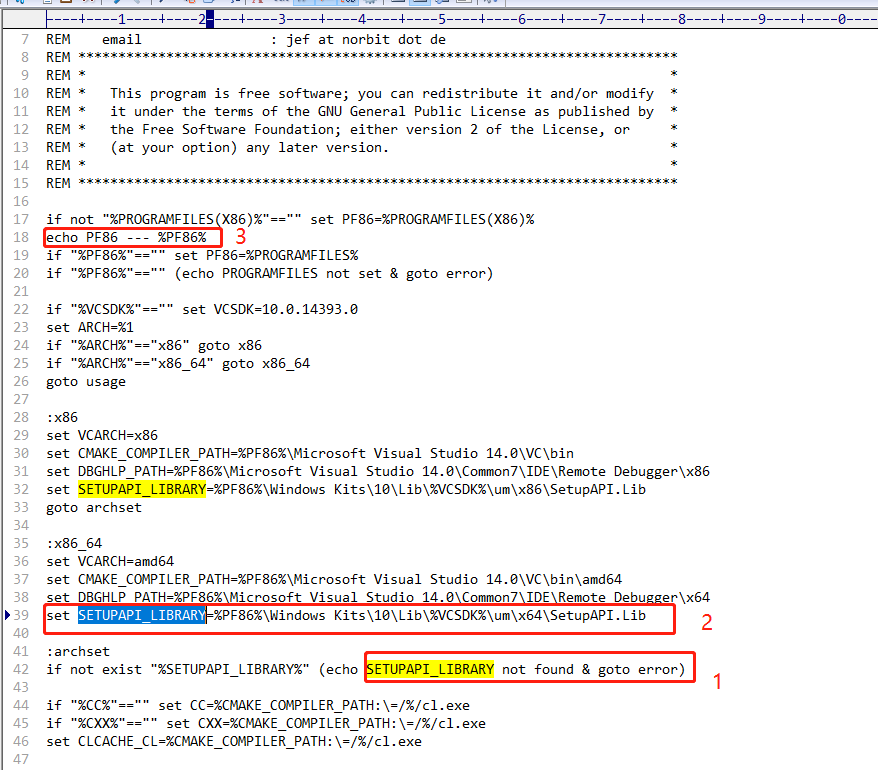 ----+----1----+----2----+----3----+----4----+----5----+----6----+----7----+----8----+----9----+----0----+
7 REM    email                : jef at norbit dot de
8 REM ***************************************************************************
9 REM *                                                                         *
10 REM *   This program is free software; you can redistribute it and/or modify  *
11 REM *   it under the terms of the GNU General Public License as published by  *
12 REM *   the Free Software Foundation; either version 2 of the License, or     *
13 REM *   (at your option) any later version.                                   *
14 REM *                                                                         *
15 REM ***************************************************************************
16
17 if not "%PROGRAMFILES(X86)%"=="" set PF86=%PROGRAMFILES(X86)%
18 echo PF86 --- %PF86% 3
19 if "%PF86%"=="" set PF86=%PROGRAMFILES%
20 if "%PF86%"=="" (echo PROGRAMFILES not set & goto error)
21
22 if "%VCSDK%"=="" set VCSDK=10.0.14393.0
23 set ARCH=%1
24 if "%ARCH%"=="x86" goto x86
25 if "%ARCH%"=="x86_64" goto x86_64
26 goto usage
27
28 :x86
29 set VCARCH=x86
30 set CMAKE_COMPILER_PATH=%PF86%\Microsoft Visual Studio 14.0\VC\bin
31 set DBGHLP_PATH=%PF86%\Microsoft Visual Studio 14.0\Common7\IDE\Remote Debugger\x86
32 set SETUPAPI_LIBRARY=%PF86%\Windows Kits\10\Lib\%VCSDK%\um\x86\SetupAPI.Lib
33 goto archset
34
35 :x86_64
36 set VCARCH=amd64
37 set CMAKE_COMPILER_PATH=%PF86%\Microsoft Visual Studio 14.0\VC\bin\amd64
38 set DBGHLP_PATH=%PF86%\Microsoft Visual Studio 14.0\Common7\IDE\Remote Debugger\x64
39 set SETUPAPI_LIBRARY=%PF86%\Windows Kits\10\Lib\%VCSDK%\um\x64\SetupAPI.Lib 2
40
41 :archset
42 if not exist "%SETUPAPI_LIBRARY%" (echo SETUPAPI_LIBRARY not found & goto error) 1
43
44 if "%CC%"=="" set CC=%CMAKE_COMPILER_PATH:\=/%/cl.exe
45 if "%CXX%"=="" set CXX=%CMAKE_COMPILER_PATH:\=/%/cl.exe
46 set CLCACHE_CL=%CMAKE_COMPILER_PATH:\=/%/cl.exe
47